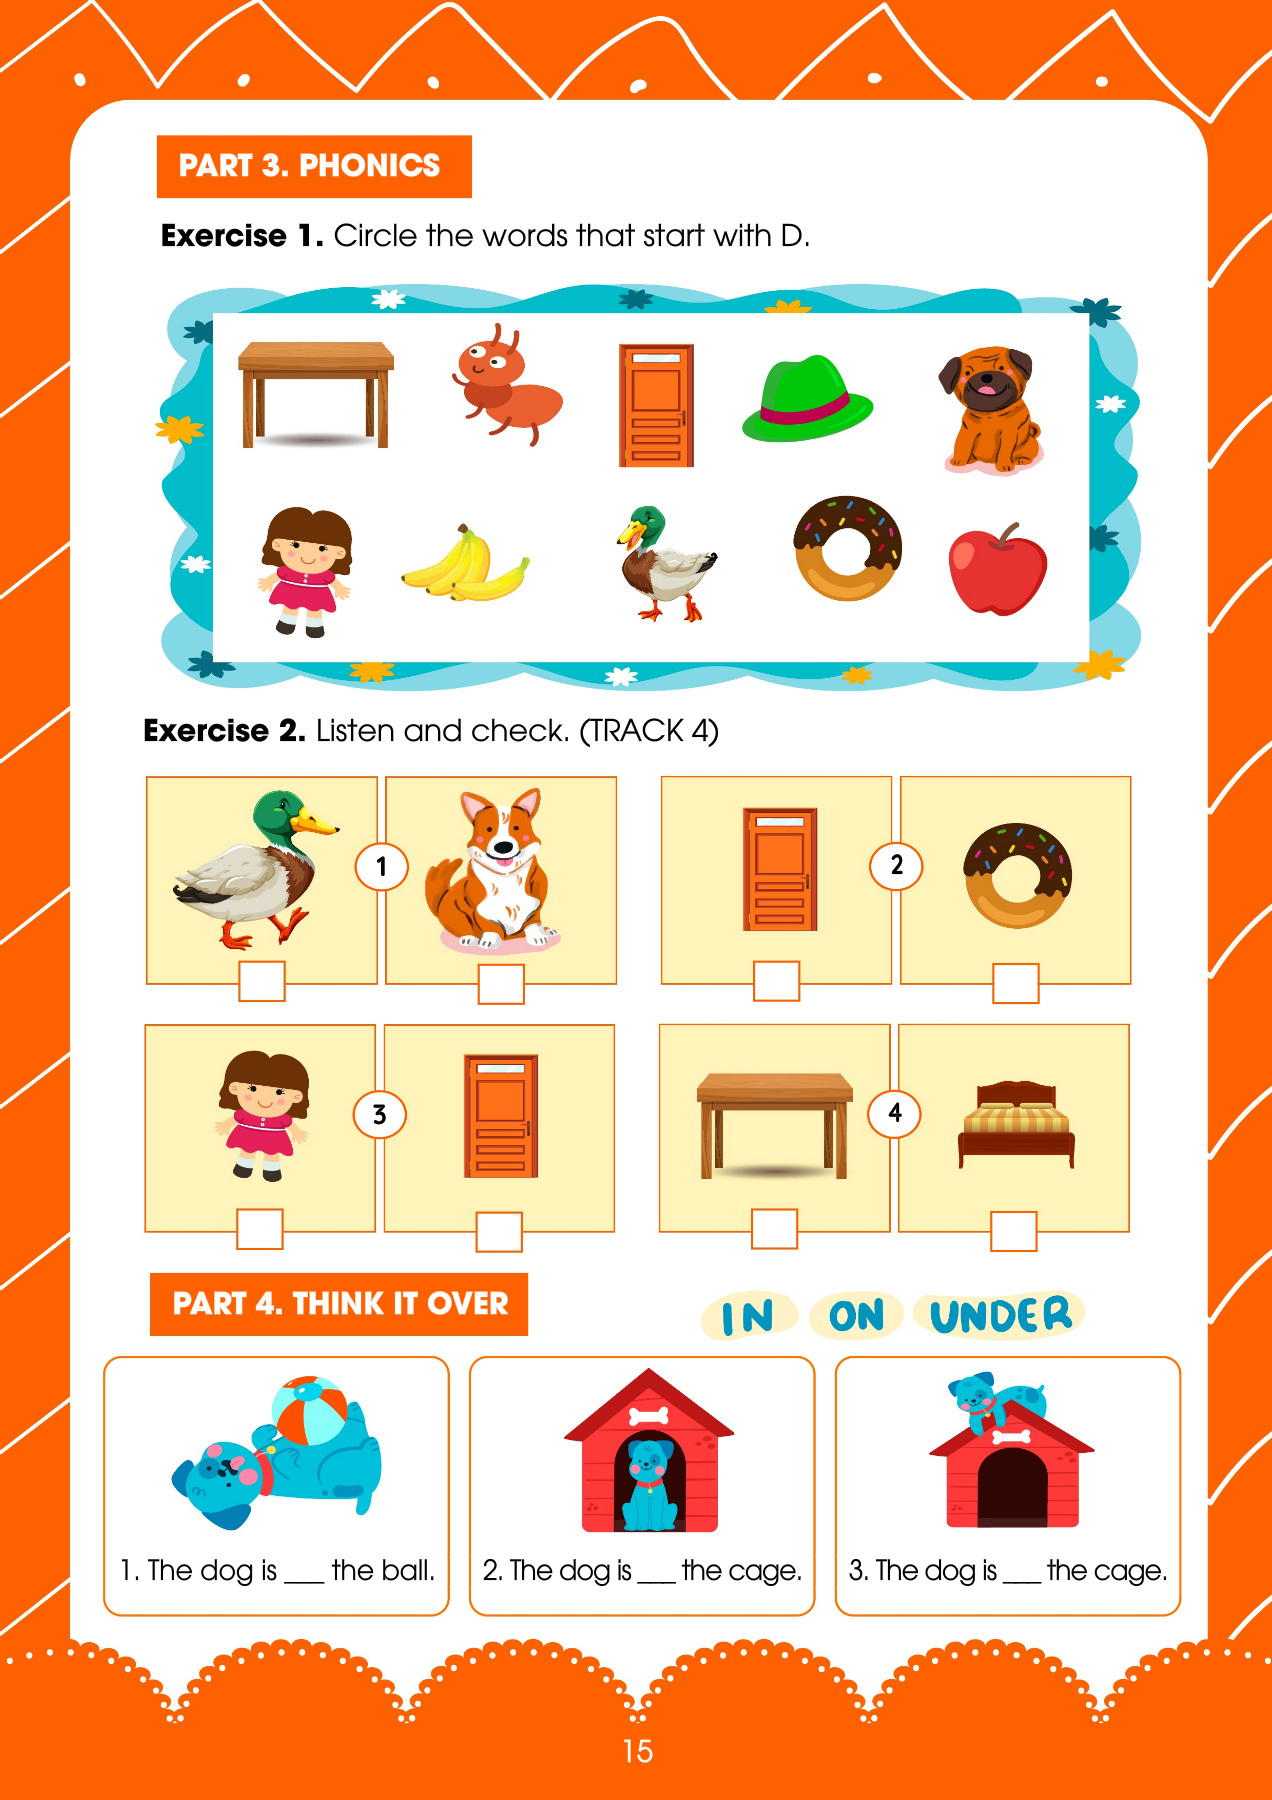 PART 3. PHONICS
Exercise 1. Circle the words that start with D.
Exercise 2. Listen and check. (TRACK 4)
1
2
3
4
PART 4. THINK IT OVER
IN ON UNDER
1. The dog is ___ the ball.
2. The dog is ___ the cage.
3. The dog is ___ the cage.
15